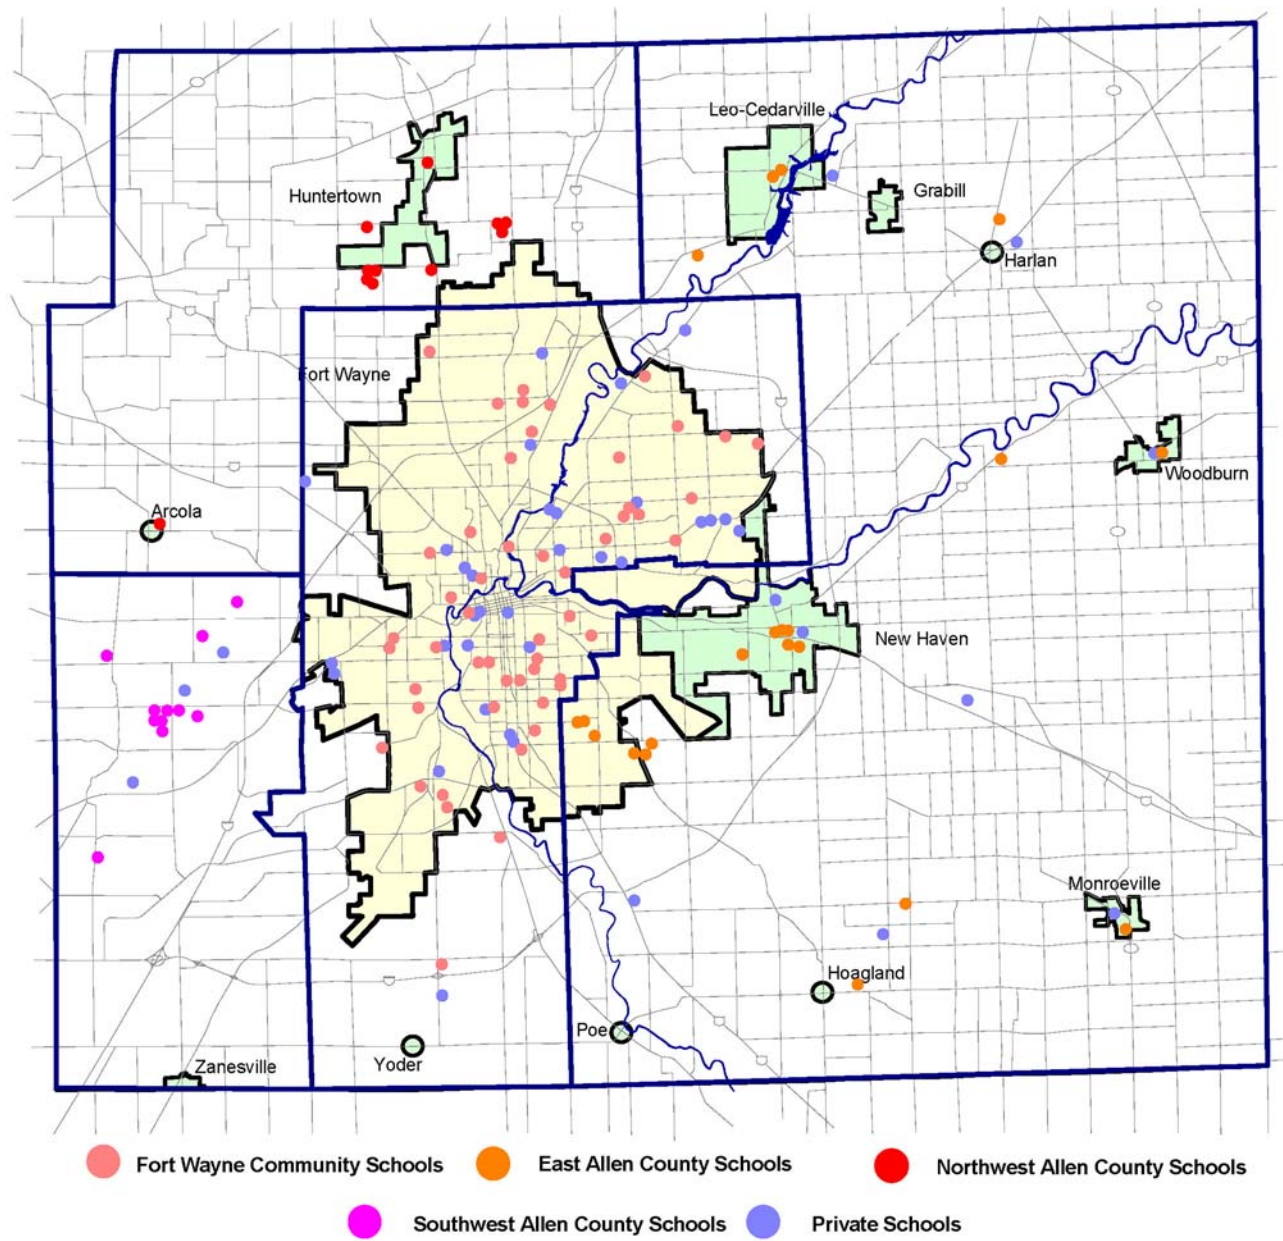 Leo-Cedarville
Huntertown
Grabill
Harlan
Fort Wayne
Woodburn
Arcola
New Haven
Monroeville
Hoagland
Poe
Yoder
Zanesville
Fort Wayne Community Schools
East Allen County Schools
Northwest Allen County Schools
Southwest Allen County Schools
Private Schools